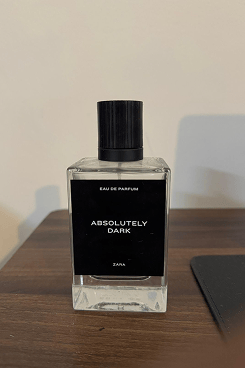 EAU DE PARFUM
ABSOLUTELY
DARK
ZARA